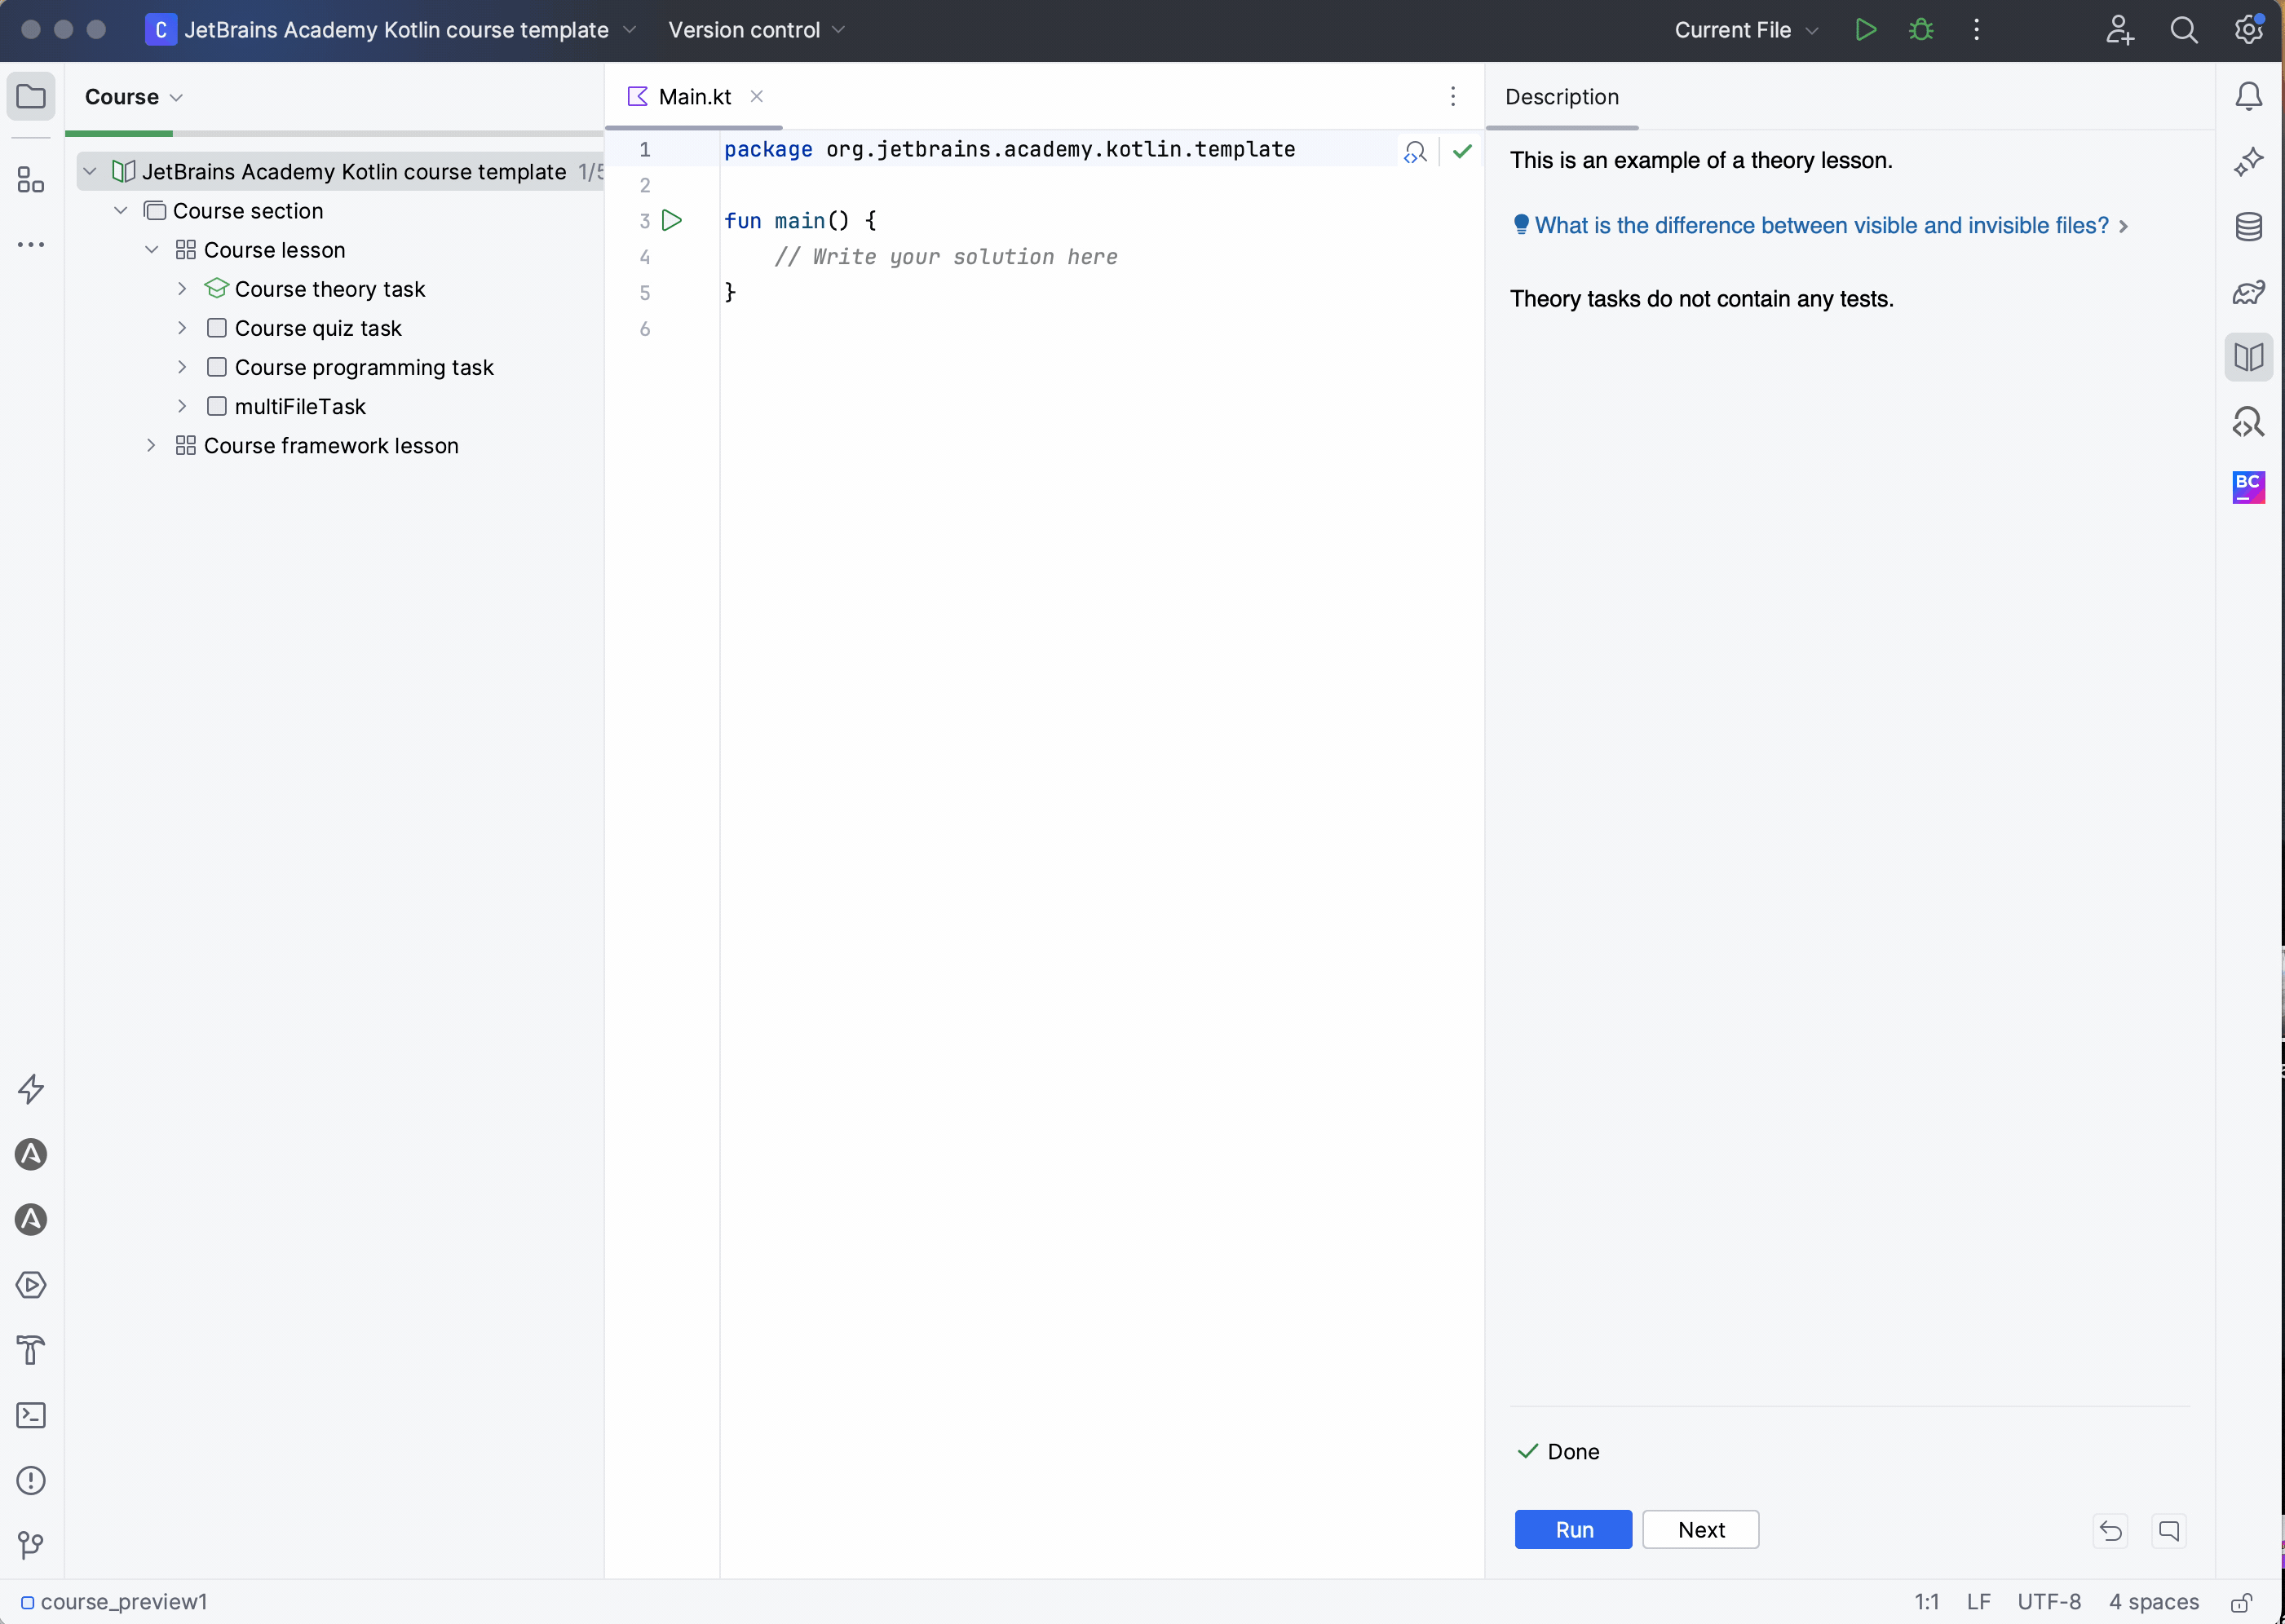 C JetBrains Academy Kotlin course template Version control Current File
Course
JetBrains Academy Kotlin course template 1/5
Course section
Course lesson
Course theory task
Course quiz task
Course programming task
multiFileTask
Course framework lesson
Main.kt
1 package org.jetbrains.academy.kotlin.template
2
3 fun main() {
4 // Write your solution here
5 }
6
Description
This is an example of a theory lesson.
What is the difference between visible and invisible files? ›
Theory tasks do not contain any tests.
BC
Done
Run Next
course_preview1 1:1 LF UTF-8 4 spaces